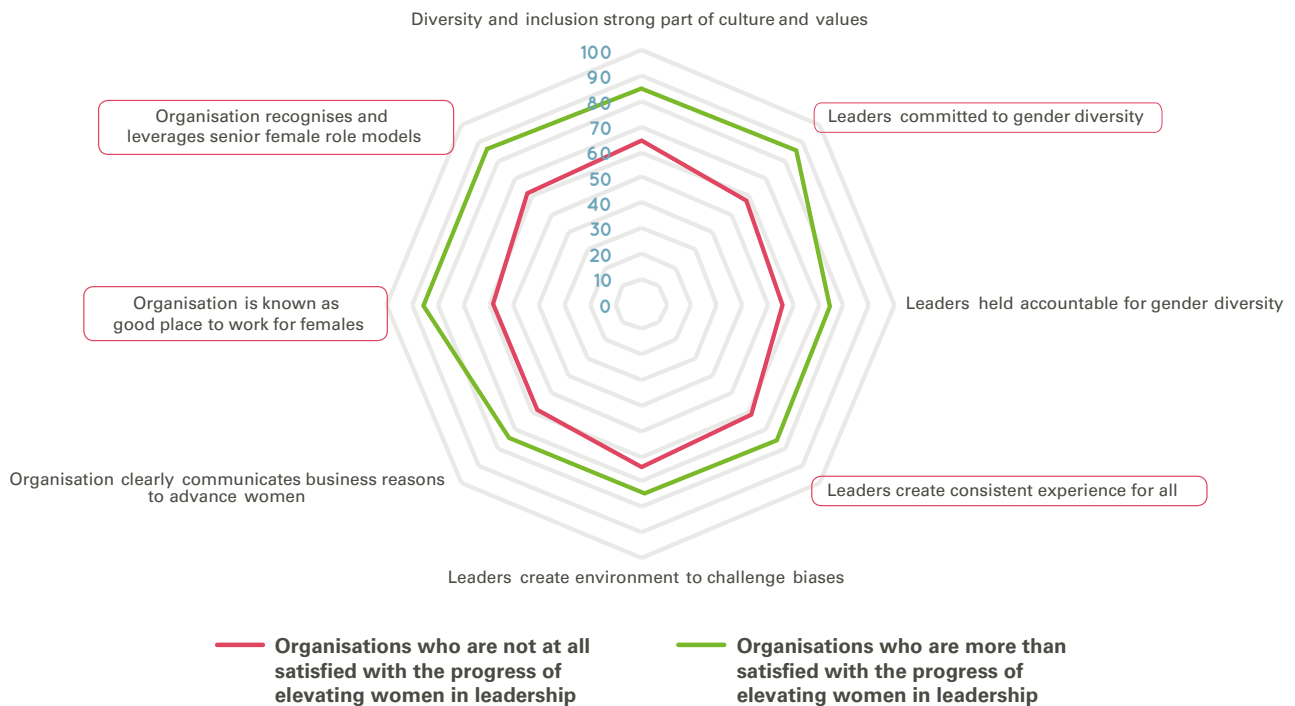 Diversity and inclusion strong part of culture and values
100
90
80
70
60
50
40
30
20
10
0
Organisation recognises and
leverages senior female role models
Leaders committed to gender diversity
Organisation is known as
good place to work for females
Leaders held accountable for gender diversity
Organisation clearly communicates business reasons
to advance women
Leaders create consistent experience for all
Leaders create environment to challenge biases
Organisations who are not at all
satisfied with the progress of
elevating women in leadership
Organisations who are more than
satisfied with the progress of
elevating women in leadership